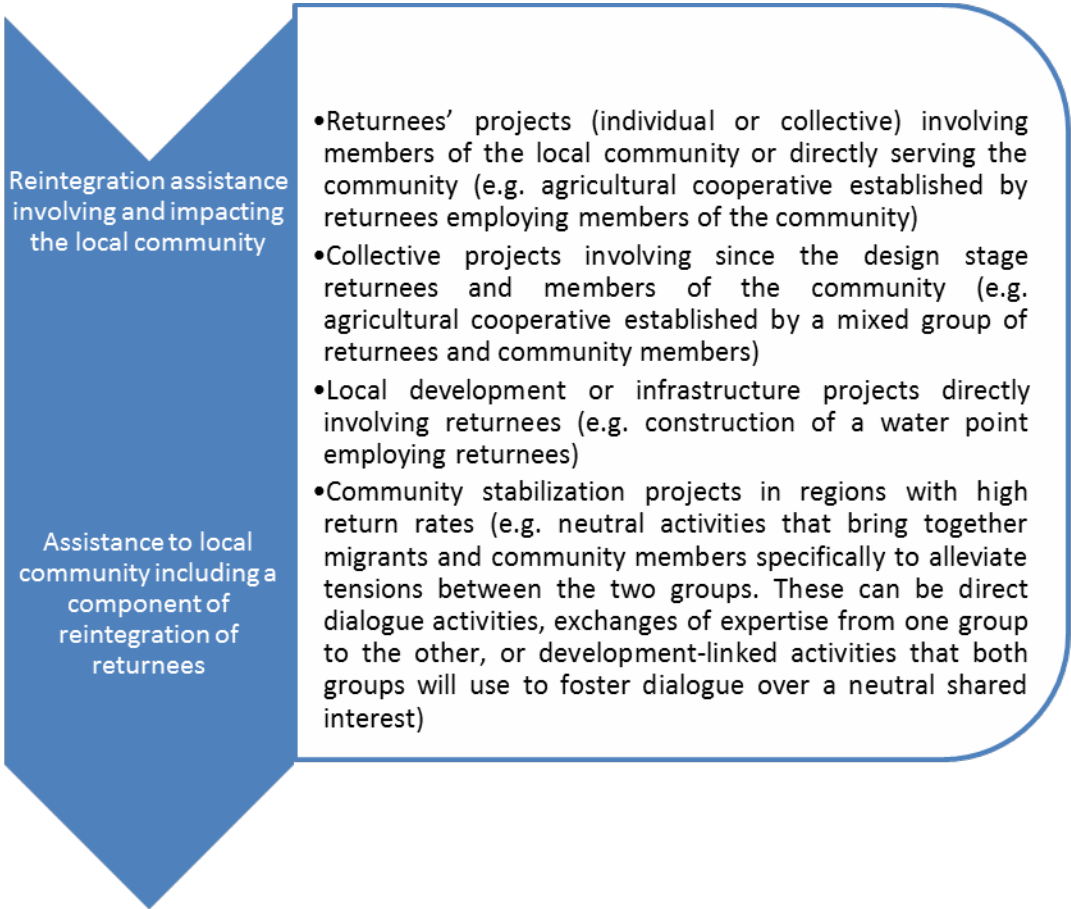 Reintegration assistance
involving and impacting
the local community
Assistance to local
community including a
component of
reintegration of
returnees
•Returnees’ projects (individual or collective) involving
members of the local community or directly serving the
community (e.g. agricultural cooperative established by
returnees employing members of the community)
•Collective projects involving since the design stage
returnees and members of the community (e.g.
agricultural cooperative established by a mixed group of
returnees and community members)
•Local development or infrastructure projects directly
involving returnees (e.g. construction of a water point
employing returnees)
•Community stabilization projects in regions with high
return rates (e.g. neutral activities that bring together
migrants and community members specifically to alleviate
tensions between the two groups. These can be direct
dialogue activities, exchanges of expertise from one group
to the other, or development-linked activities that both
groups will use to foster dialogue over a neutral shared
interest)